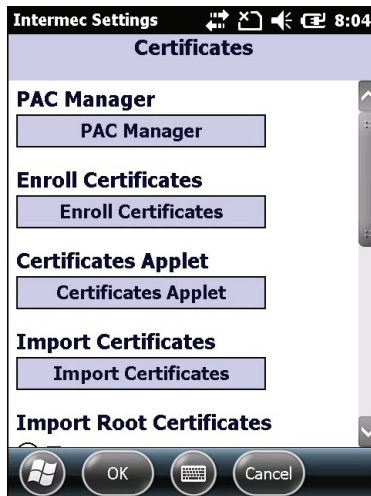 Intermec Settings 8:04
Certificates
PAC Manager
PAC Manager
Enroll Certificates
Enroll Certificates
Certificates Applet
Certificates Applet
Import Certificates
Import Certificates
Import Root Certificates
OK Cancel